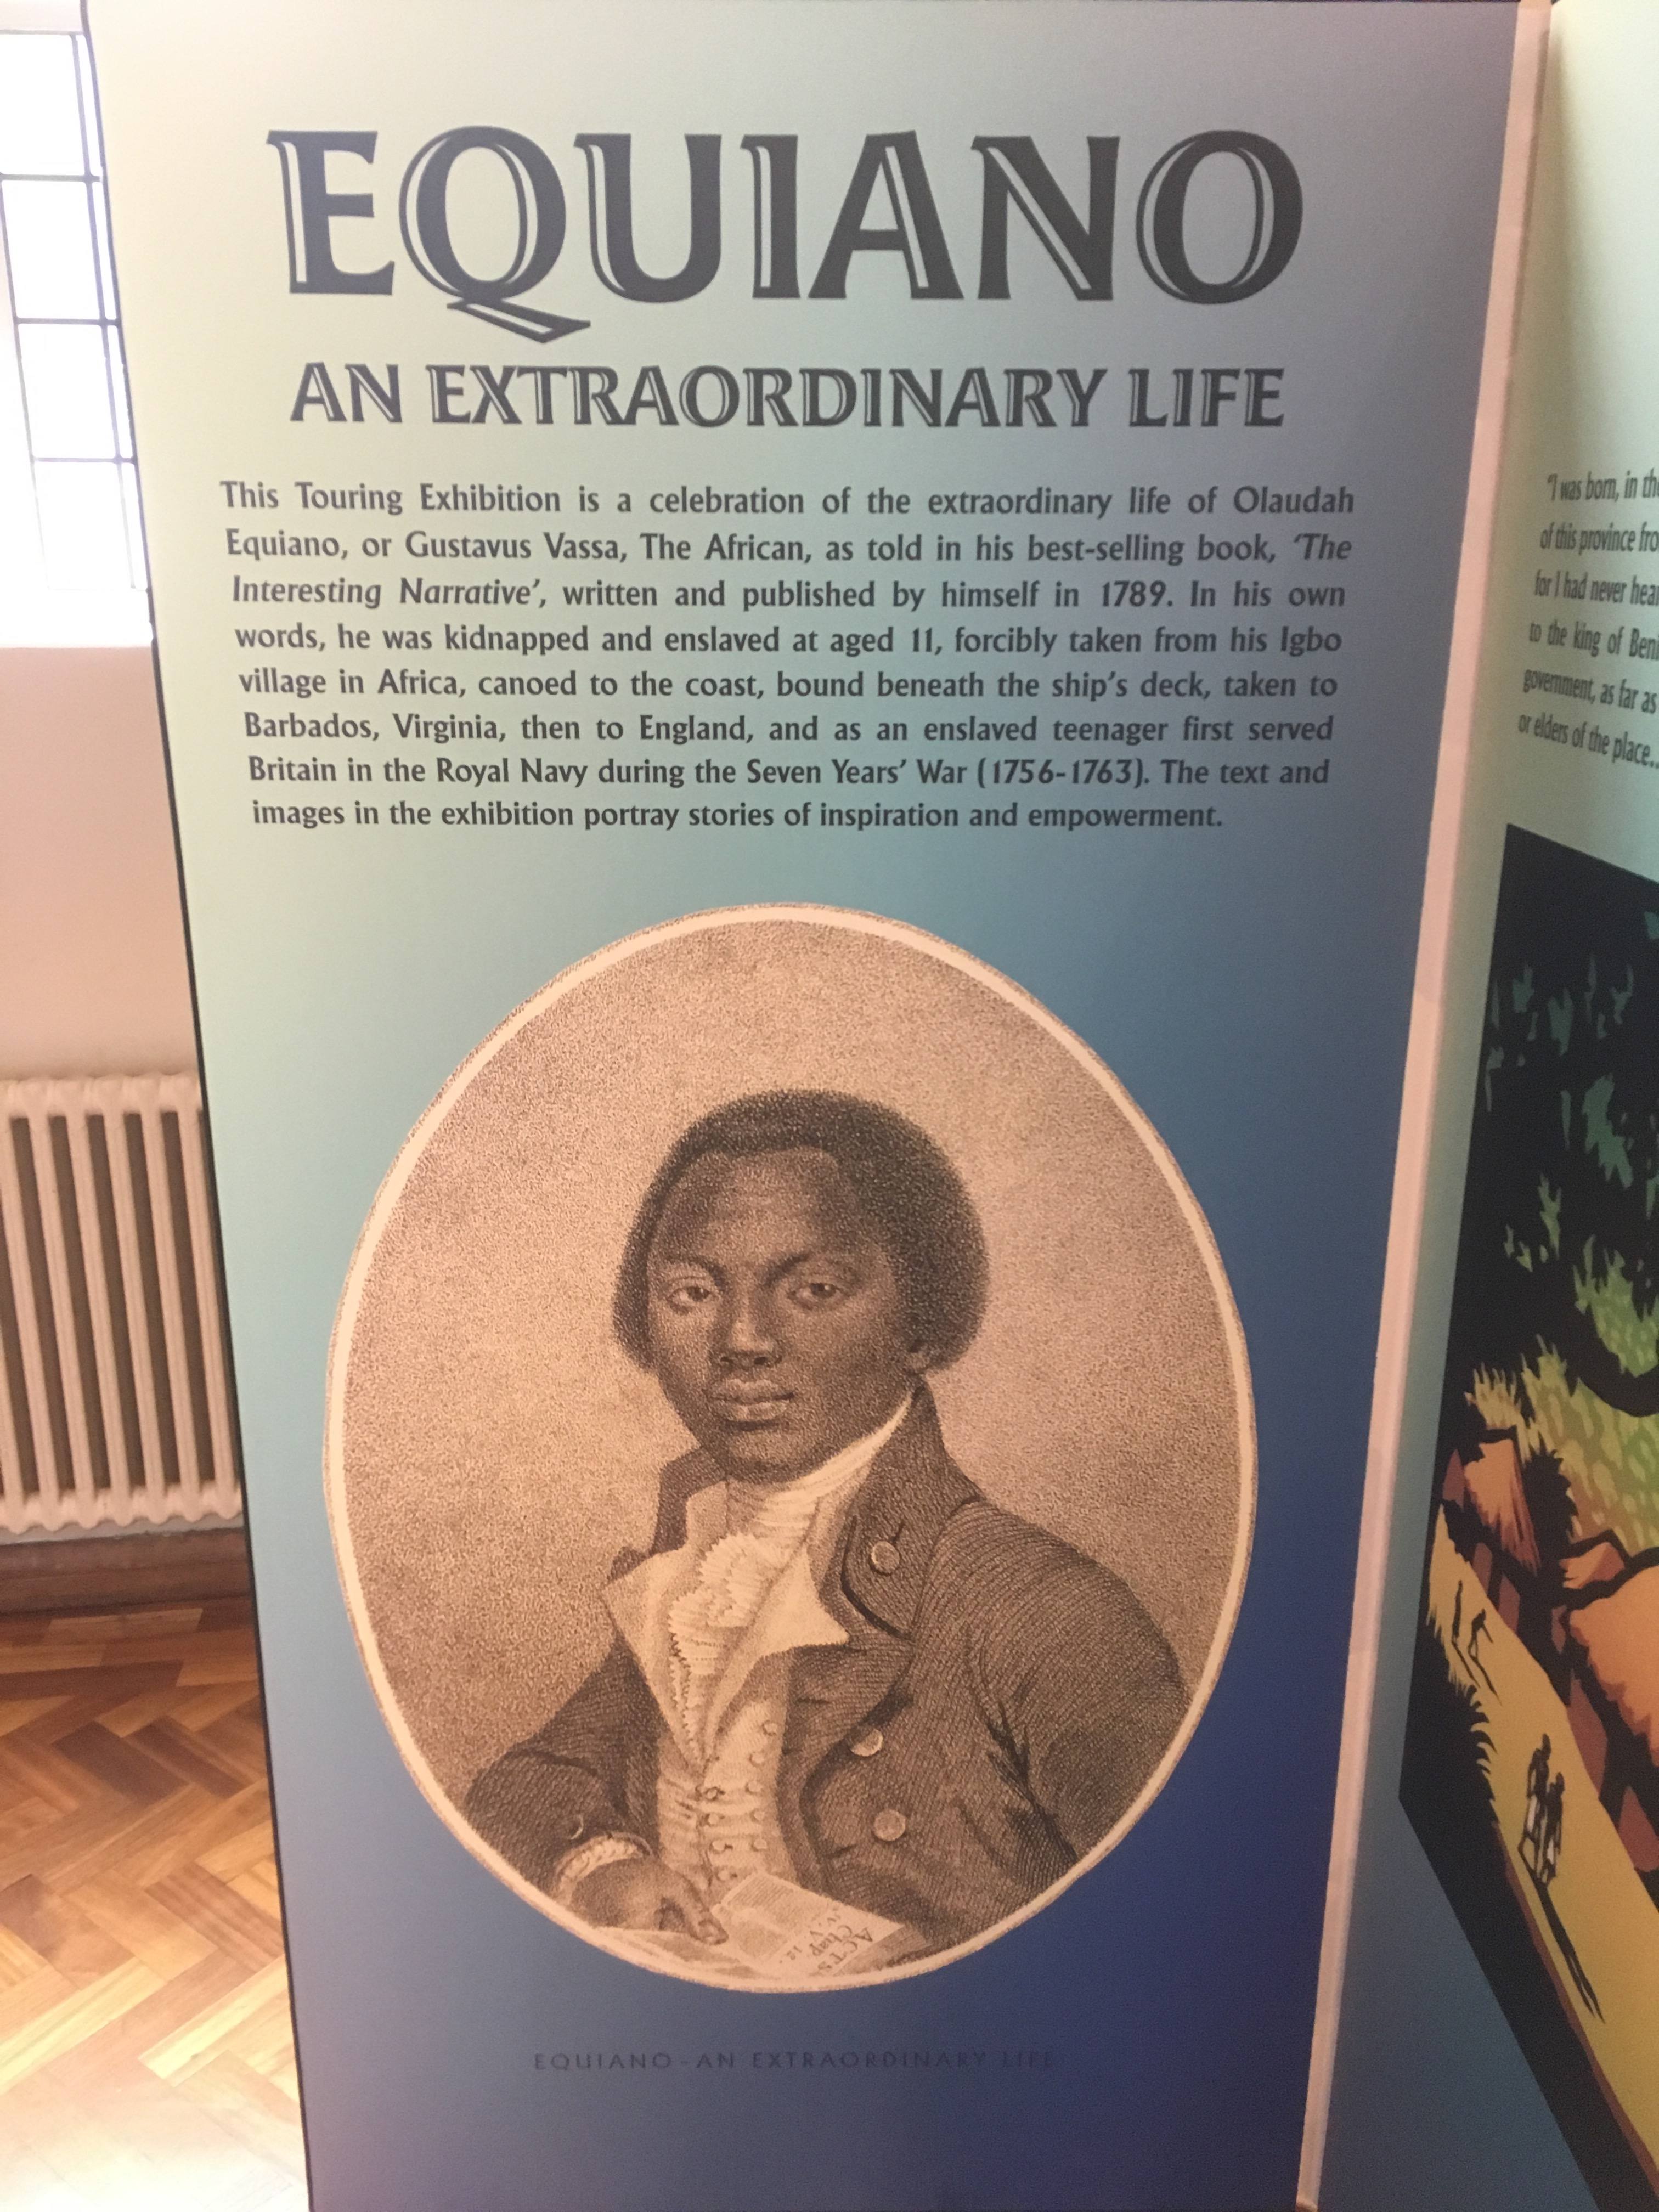 EQUIANO
AN EXTRAORDINARY LIFE
This Touring Exhibition is a celebration of the extraordinary life of Olaudah
Equiano, or Gustavus Vassa, The African, as told in his best-selling book, ‘The
Interesting Narrative’, written and published by himself in 1789. In his own
words, he was kidnapped and enslaved at aged 11, forcibly taken from his Igbo
village in Africa, canoed to the coast, bound beneath the ship’s deck, taken to
Barbados, Virginia, then to England, and as an enslaved teenager first served
Britain in the Royal Navy during the Seven Years’ War (1756-1763). The text and
images in the exhibition portray stories of inspiration and empowerment.
ACTS
Chap
V. 12
EQUIANO - AN EXTRAORDINARY LIFE
“I was born, in
of this province
for I had never
to the king of
government, as far as
or elders of the place..